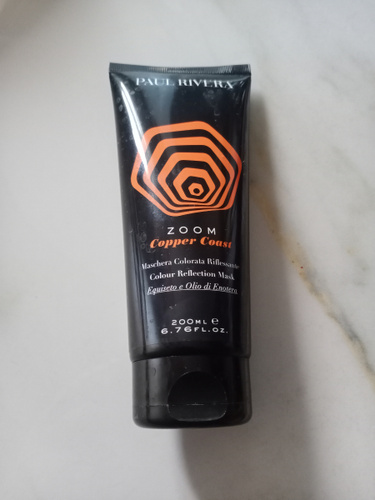 PAUL RIVERA
ZOOM
Copper Coast
Maschera Colorata Riflessante
Colour Reflection Mask
Equiseto e Olio di Enotera
200ML ℮
6.76FL.OZ.